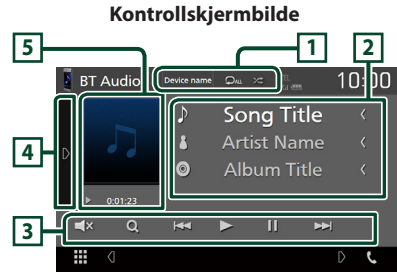 Kontrollskjermbilde
5
1
2
BT Audio
Device name
ALL
10:00
Song Title
Artist Name
Album Title
4
0:01:23
3